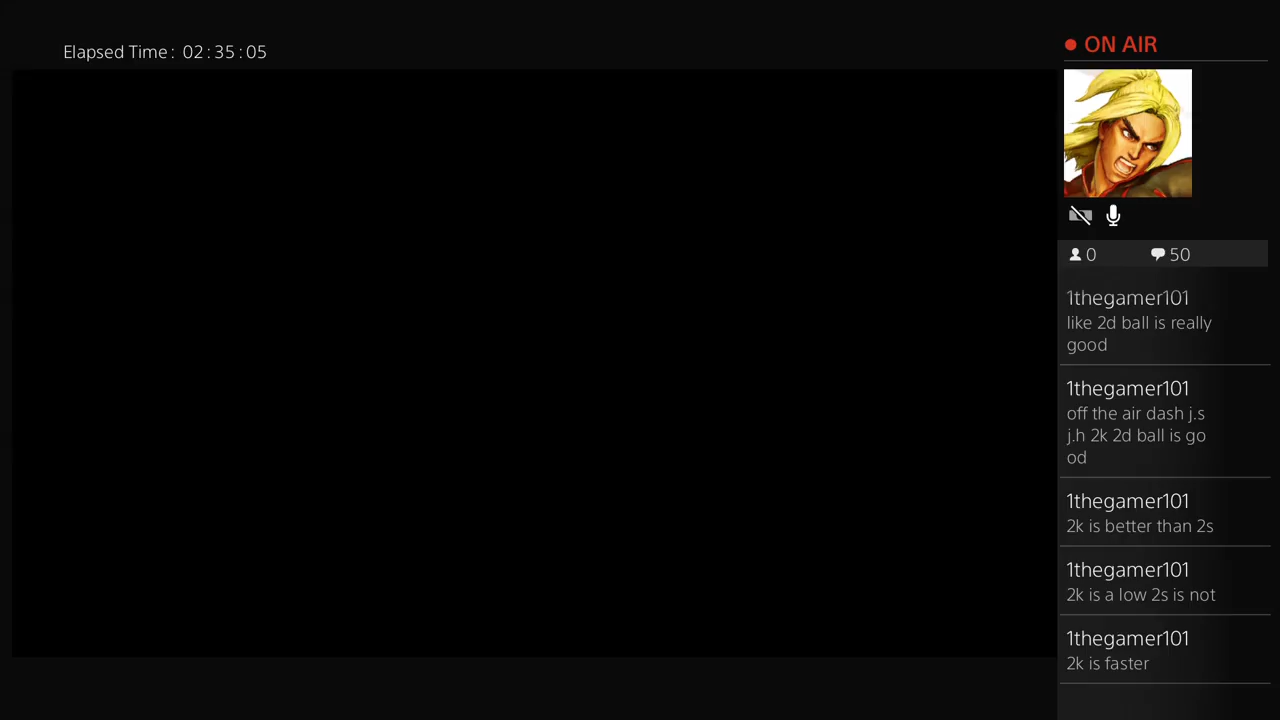 Elapsed Time: 02:35:05
ON AIR
0
50
1thegamer101
like 2d ball is really
good
1thegamer101
off the air dash j.s
j.h 2k 2d ball is go
od
1thegamer101
2k is better than 2s
1thegamer101
2k is a low 2s is not
1thegamer101
2k is faster